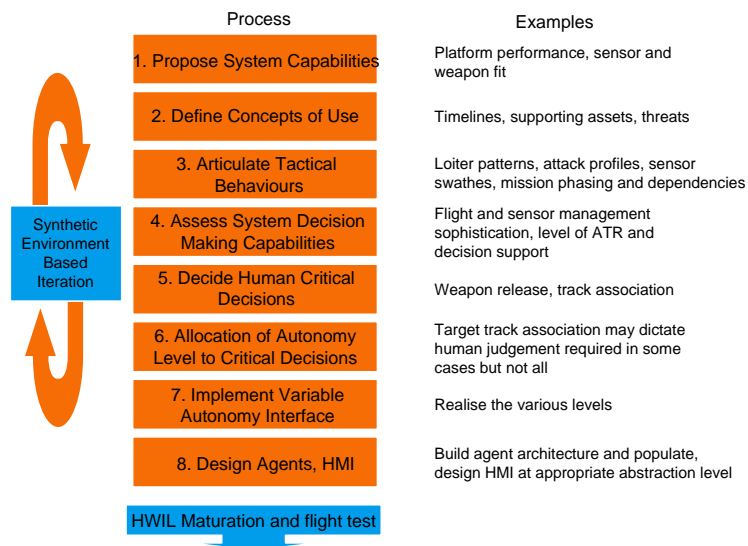 Process
Examples
1. Propose System Capabilities
Platform performance, sensor and
weapon fit
2. Define Concepts of Use
Timelines, supporting assets, threats
3. Articulate Tactical
Behaviours
Loiter patterns, attack profiles, sensor
swathes, mission phasing and dependencies
Synthetic
Environment
Based
Iteration
4. Assess System Decision
Making Capabilities
Flight and sensor management
sophistication, level of ATR and
decision support
5. Decide Human Critical
Decisions
Weapon release, track association
6. Allocation of Autonomy
Level to Critical Decisions
Target track association may dictate
human judgement required in some
cases but not all
7. Implement Variable
Autonomy Interface
Realise the various levels
8. Design Agents, HMI
Build agent architecture and populate,
design HMI at appropriate abstraction level
HWIL Maturation and flight test